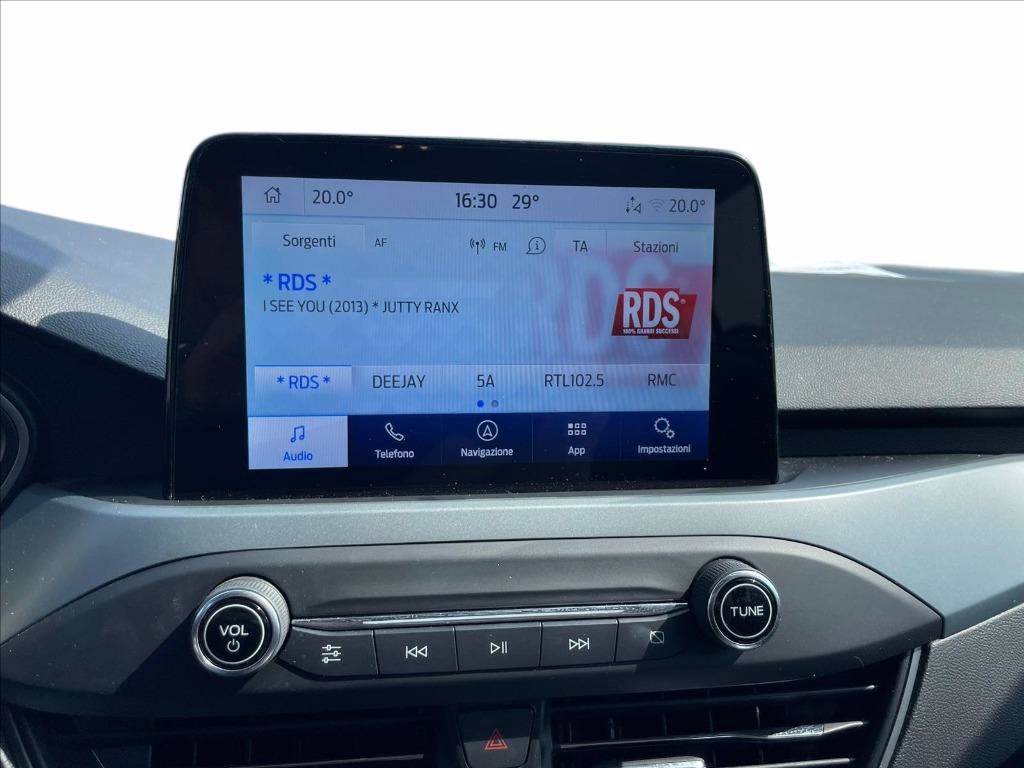 20.0° 16:30 29° 20.0°
Sorgenti AF FM TA Stazioni
* RDS *
I SEE YOU (2013) * JUTTY RANX
RDS
RDS®
100% GRANDI SUCCESSI
* RDS * DEEJAY 5A RTL102.5 RMC
Audio Telefono Navigazione App Impostazioni
VOL TUNE